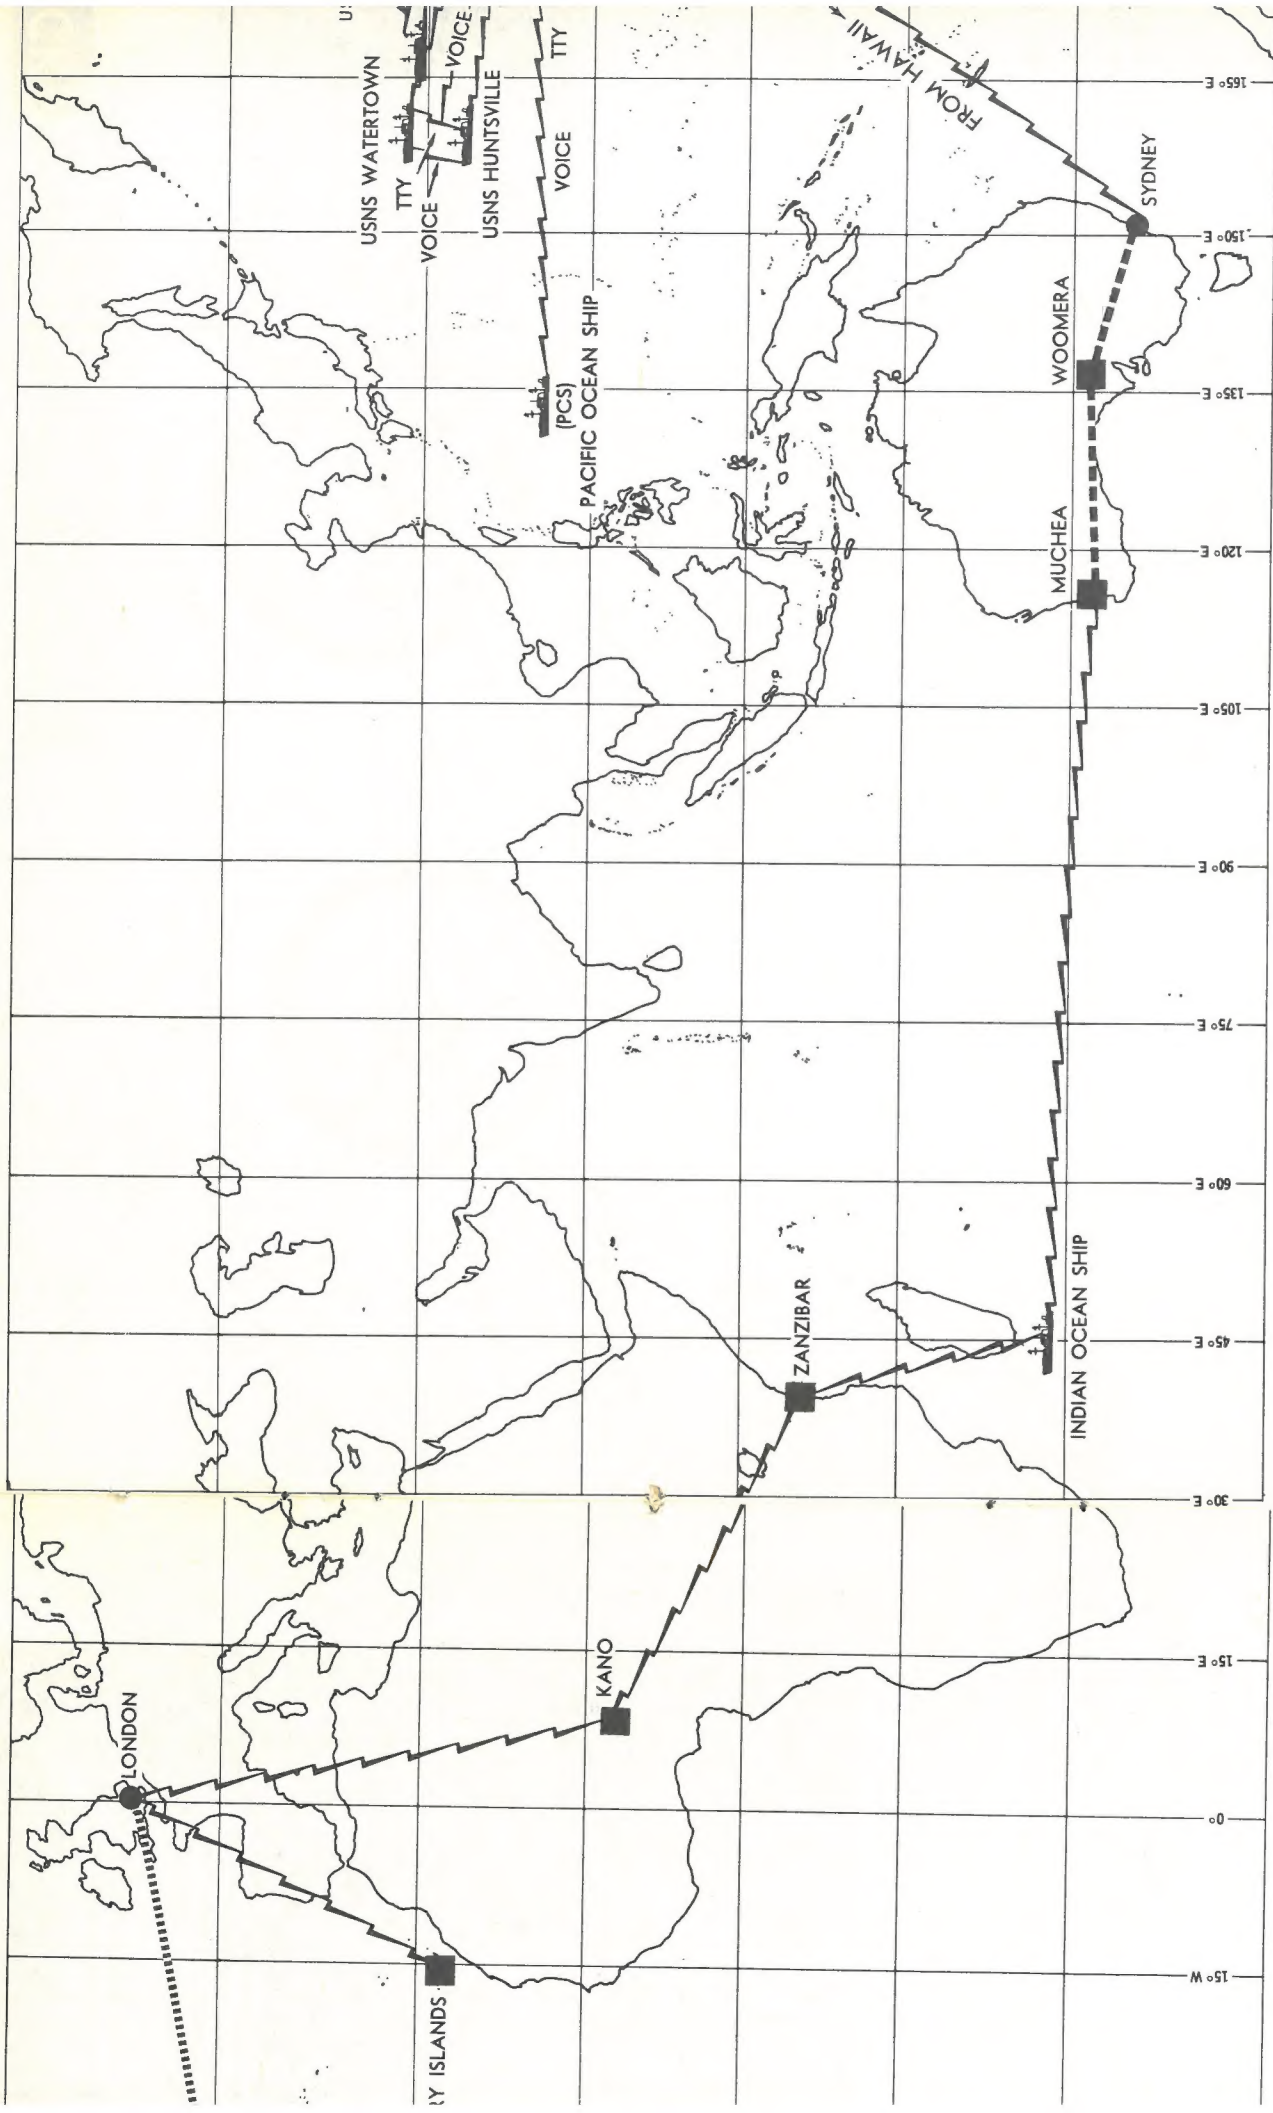 USNS WATERTOWN
TTY
VOICE
VOICE
USNS HUNTSVILLE
TTY
VOICE
(PCS)
PACIFIC OCEAN SHIP
FROM HAWAII
SYDNEY
WOOMERA
MUCHEA
INDIAN OCEAN SHIP
ZANZIBAR
KANO
LONDON
RY ISLANDS
15° W
0°
15° E
30° E
45° E
60° E
75° E
90° E
105° E
120° E
135° E
150° E
165° E